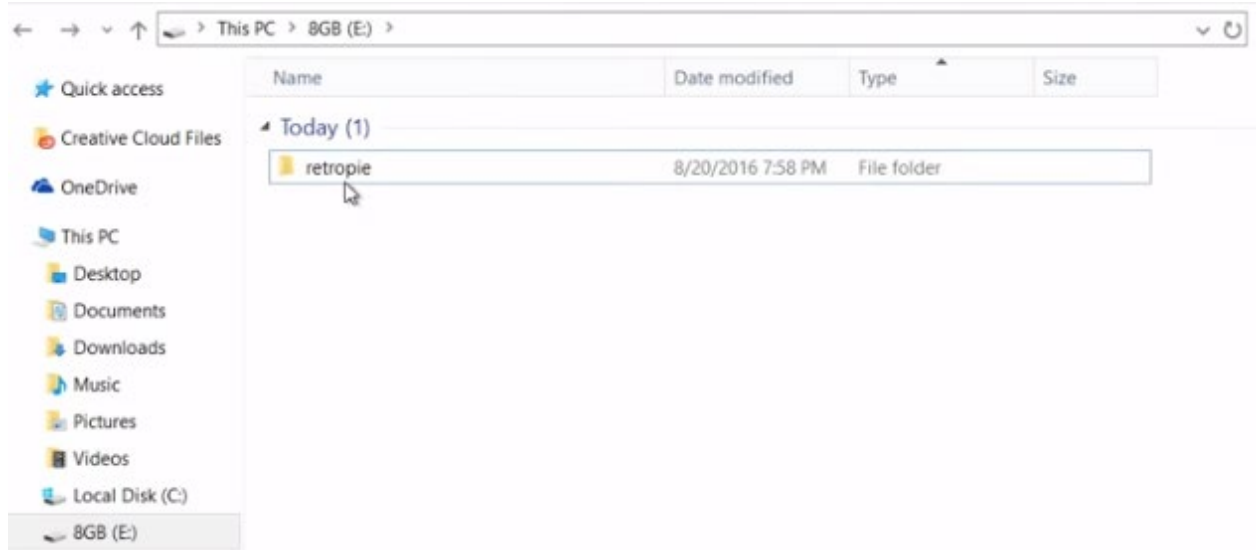 This PC > 8GB (E:) >
Name Date modified Type Size
Quick access
Creative Cloud Files
OneDrive
This PC
Desktop
Documents
Downloads
Music
Pictures
Videos
Local Disk (C:)
8GB (E:)
Today (1)
retropie 8/20/2016 7:58 PM File folder